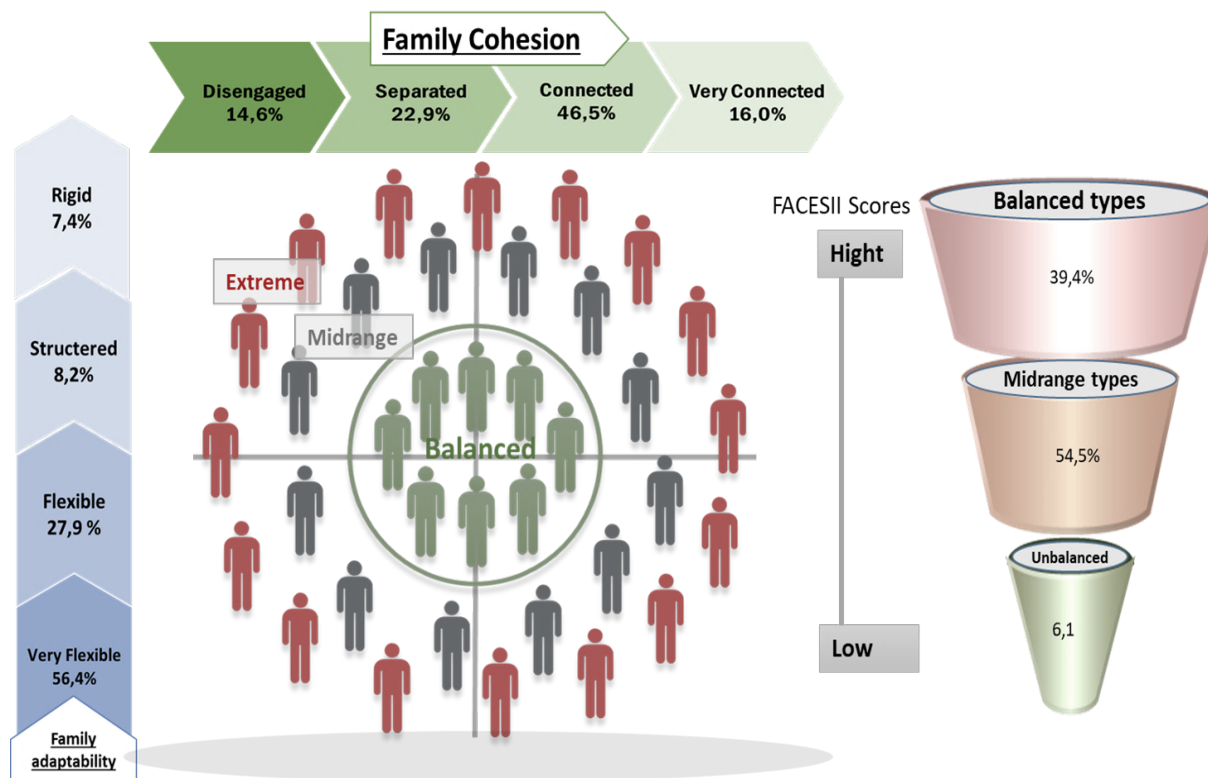 Family Cohesion
Disengaged
14,6%
Separated
22,9%
Connected
46,5%
Very Connected
16,0%
Rigid
7,4%
Structered
8,2%
Flexible
27,9 %
Very Flexible
56,4%
Family
adaptability
Extreme
Midrange
Balanced
FACESII Scores
Hight
Low
Balanced types
39,4%
Midrange types
54,5%
Unbalanced
6,1